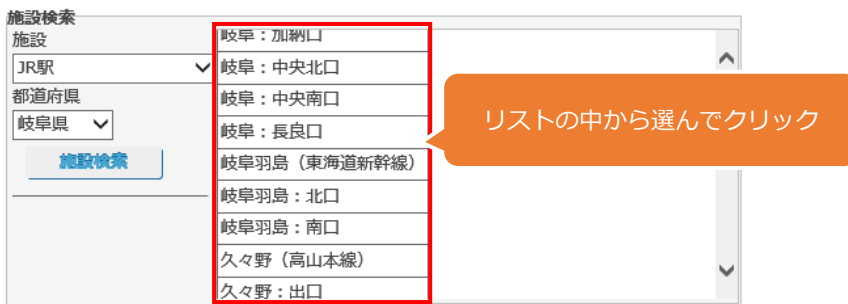 施設検索
施設
JR駅
都道府県
岐阜県
施設検索
岐阜：加納口
岐阜：中央北口
岐阜：中央南口
岐阜：長良口
岐阜羽島（東海道新幹線）
岐阜羽島：北口
岐阜羽島：南口
久々野（高山本線）
久々野：出口
リストの中から選んでクリック